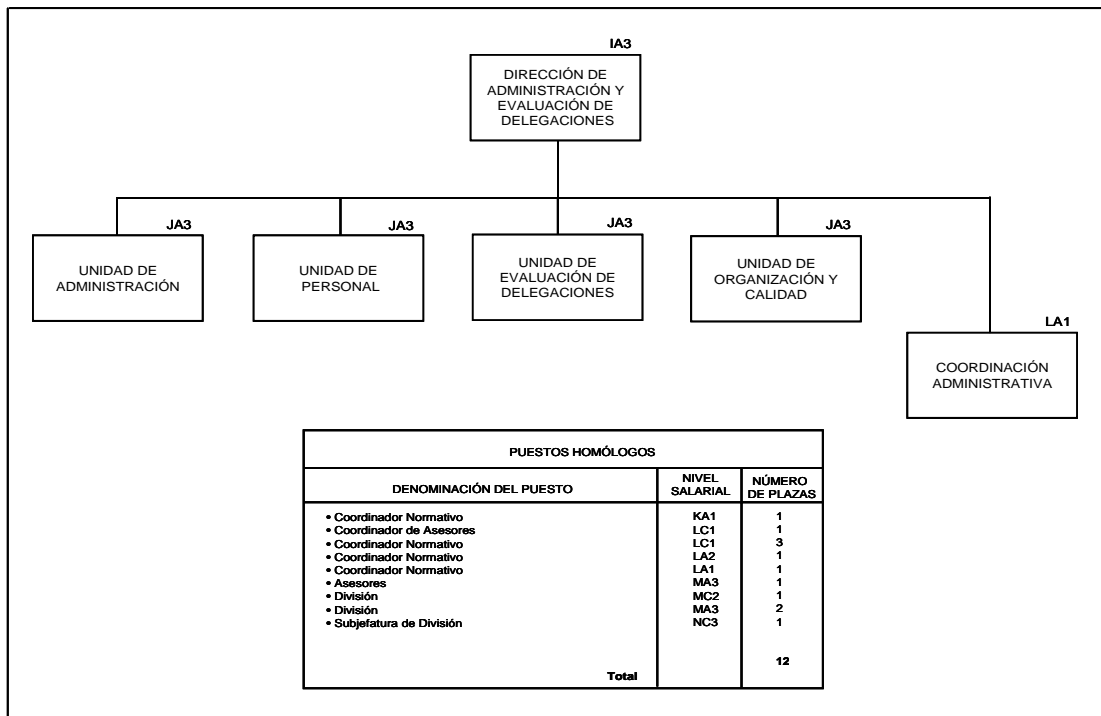 IA3
DIRECCIÓN DE
ADMINISTRACIÓN Y
EVALUACIÓN DE
DELEGACIONES
JA3
UNIDAD DE
ADMINISTRACIÓN
JA3
UNIDAD DE
PERSONAL
JA3
UNIDAD DE
EVALUACIÓN DE
DELEGACIONES
JA3
UNIDAD DE
ORGANIZACIÓN Y
CALIDAD
LA1
COORDINACIÓN
ADMINISTRATIVA
PUESTOS HOMÓLOGOS
DENOMINACIÓN DEL PUESTO
NIVEL
SALARIAL
NÚMERO
DE PLAZAS
• Coordinador Normativo KA1 1
• Coordinador de Asesores LC1 1
• Coordinador Normativo LC1 3
• Coordinador Normativo LA2 1
• Coordinador Normativo LA1 1
• Asesores MA3 1
• División MC2 1
• División MA3 2
• Subjefatura de División NC3 1
12
Total